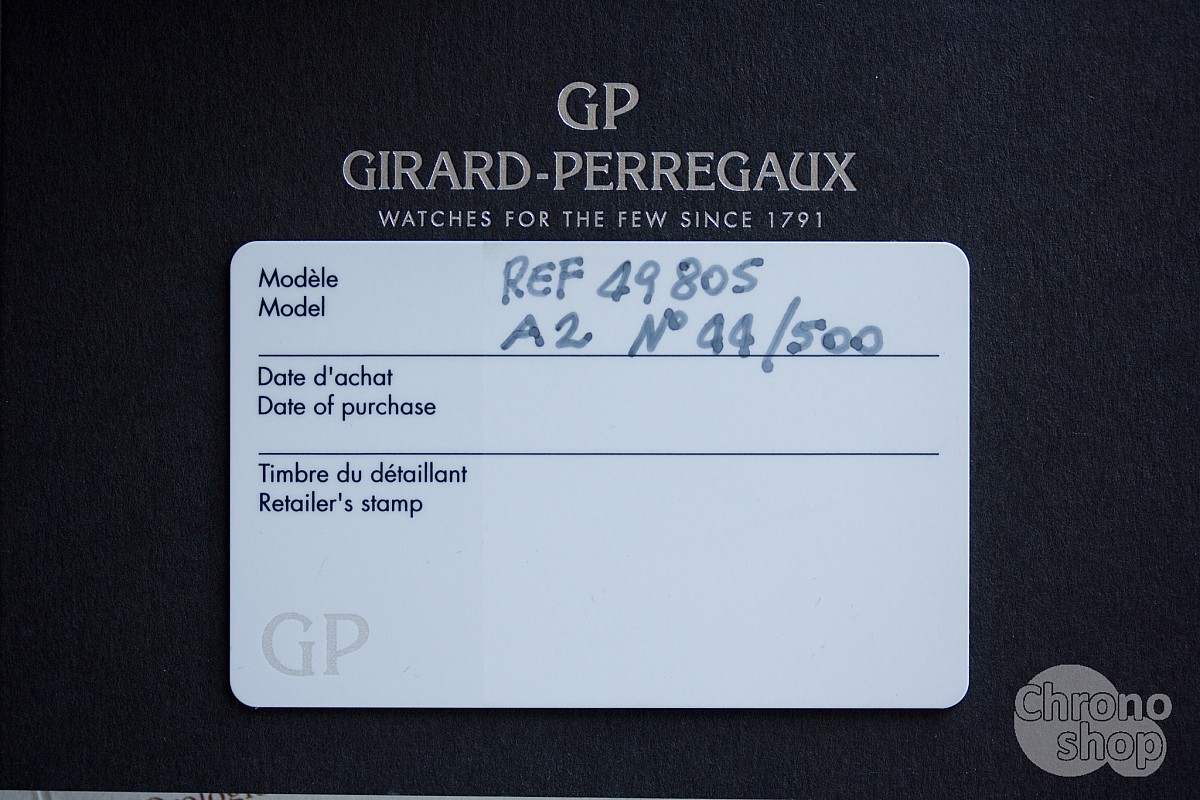 GP
GIRARD-PERREGAUX
WATCHES FOR THE FEW SINCE 1791
Modèle
Model
REF 49805
A2 N° 44/500
Date d'achat
Date of purchase
Timbre du détaillant
Retailer's stamp
GP
Chrono
shop